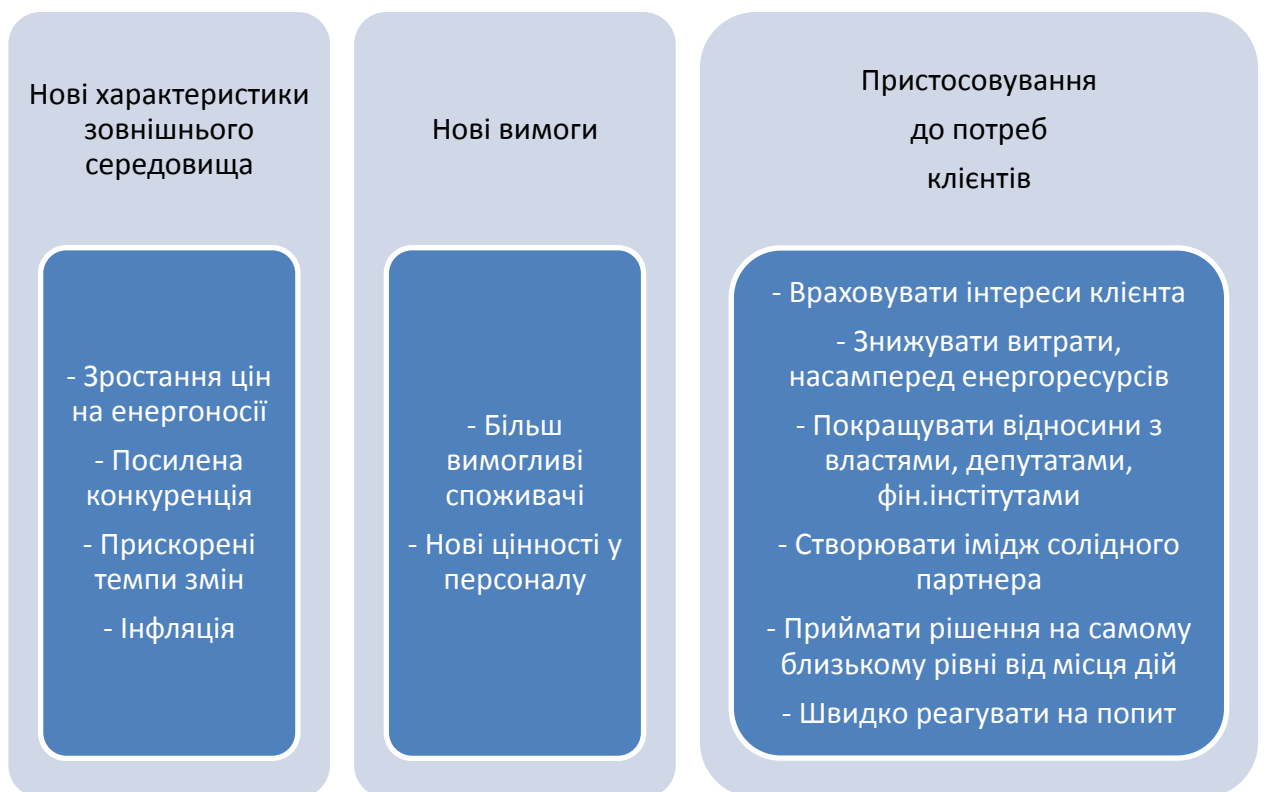 Нові характеристики
зовнішнього
середовища
- Зростання цін
на енергоносії
- Посилена
конкуренція
- Прискорені
темпи змін
- Інфляція
Нові вимоги
- Більш
вимогливі
споживачі
- Нові цінності у
персоналу
Пристосовування
до потреб
клієнтів
- Враховувати інтереси клієнта
- Знижувати витрати,
насамперед енергоресурсів
- Покращувати відносини з
властями, депутатами,
фін.інстітутами
- Створювати імідж солідного
партнера
- Приймати рішення на самому
близькому рівні від місця дій
- Швидко реагувати на попит